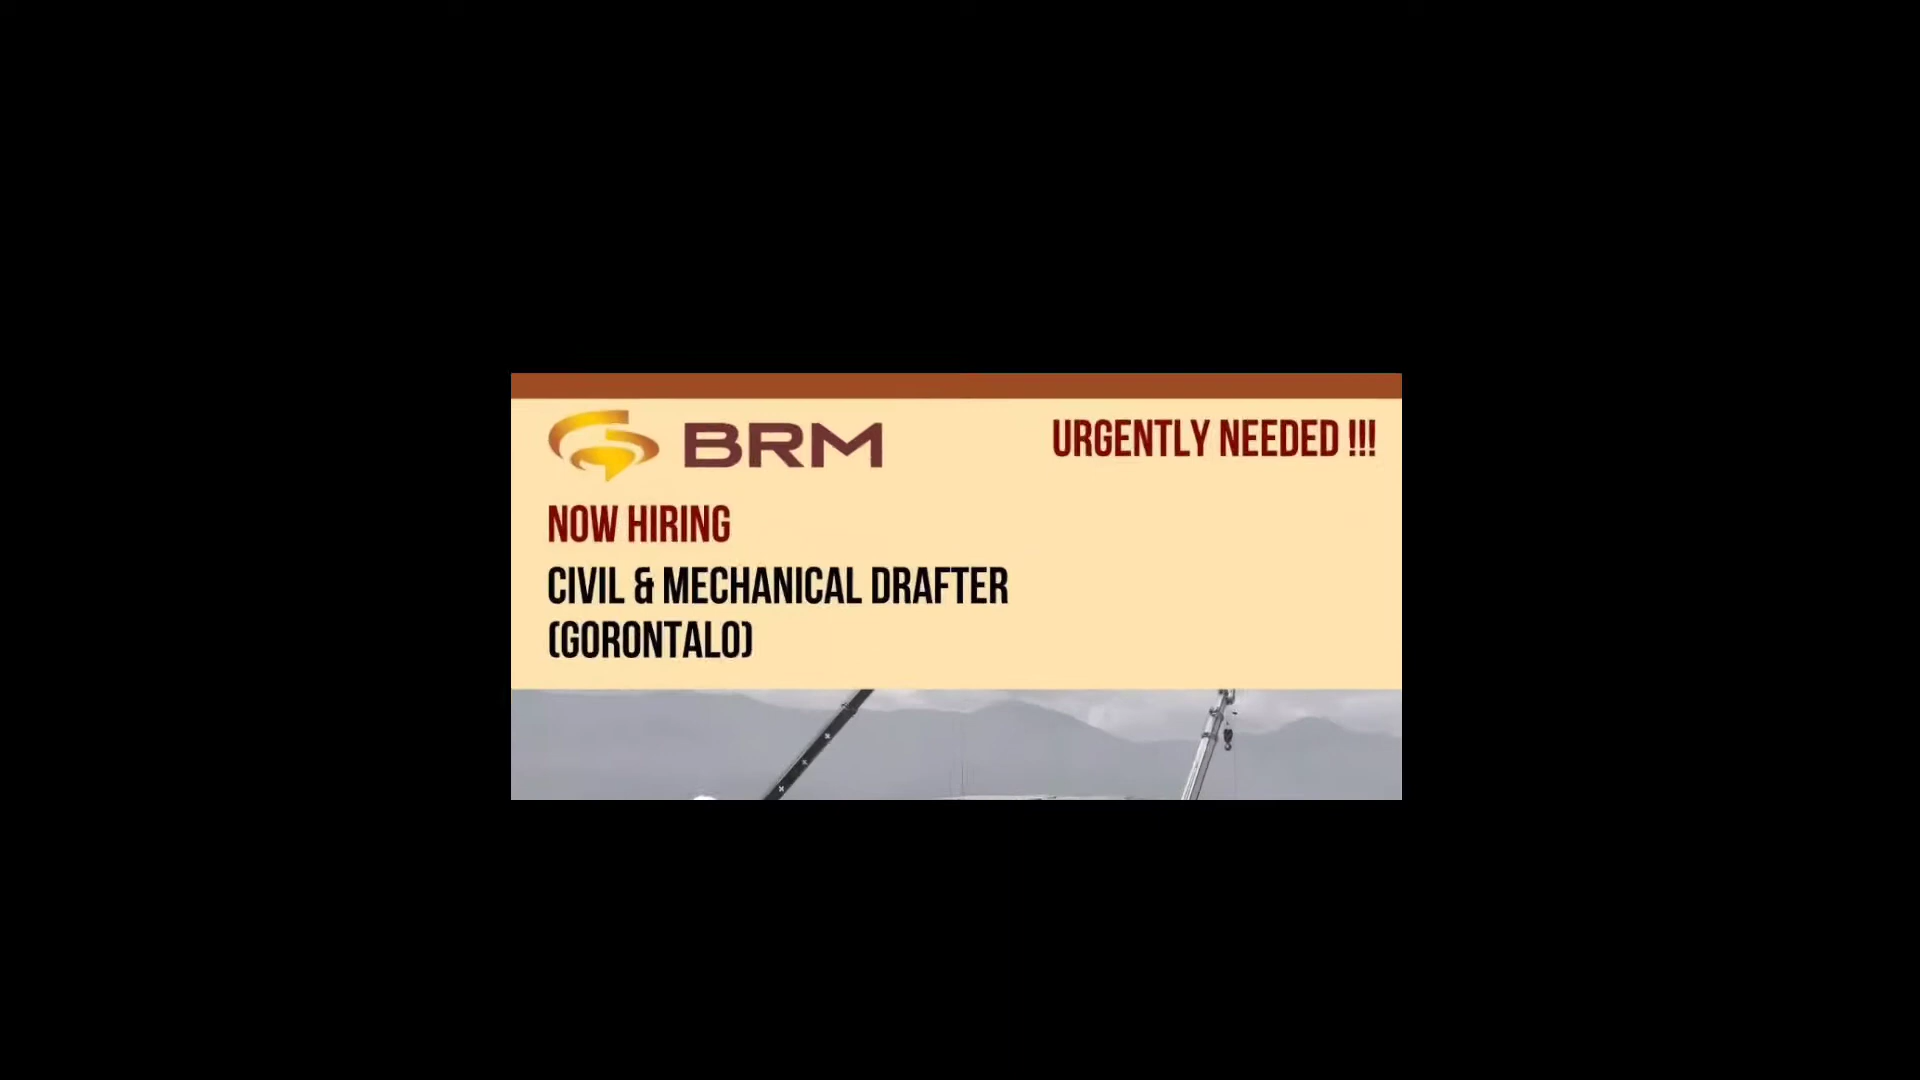 BRM
URGENTLY NEEDED !!!
NOW HIRING
CIVIL & MECHANICAL DRAFTER
(GORONTALO)